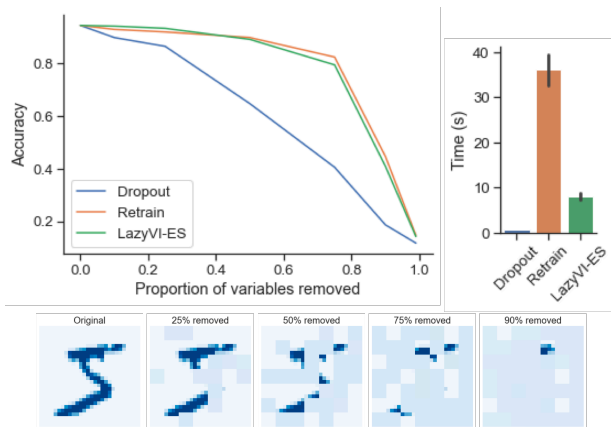 Accuracy
0.8
0.6
0.4
0.2
Dropout
Retrain
LazyVI-ES
0.0 0.2 0.4 0.6 0.8 1.0
Proportion of variables removed
Time (s)
40
30
20
10
0
Dropout
Retrain
LazyVI-ES
Original
25% removed
50% removed
75% removed
90% removed